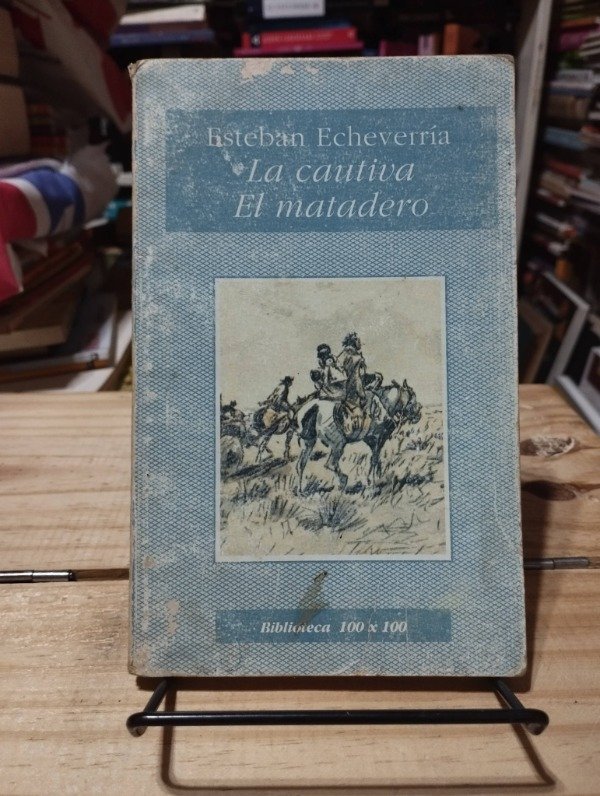 Esteban Echeverría
La cautiva
El matadero
Biblioteca 100 x 100